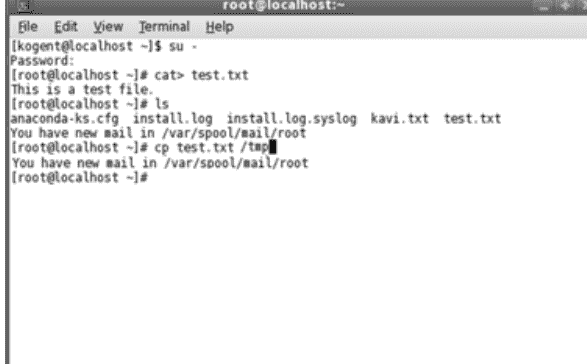 root@localhost:~
File Edit View Terminal Help
[kogent@localhost ~]$ su -
Password:
[root@localhost ~]# cat> test.txt
This is a test file.
[root@localhost ~]# ls
anaconda-ks.cfg install.log install.log.syslog kavi.txt test.txt
You have new mail in /var/spool/mail/root
[root@localhost ~]# cp test.txt /tmp
You have new mail in /var/spool/mail/root
[root@localhost ~]#